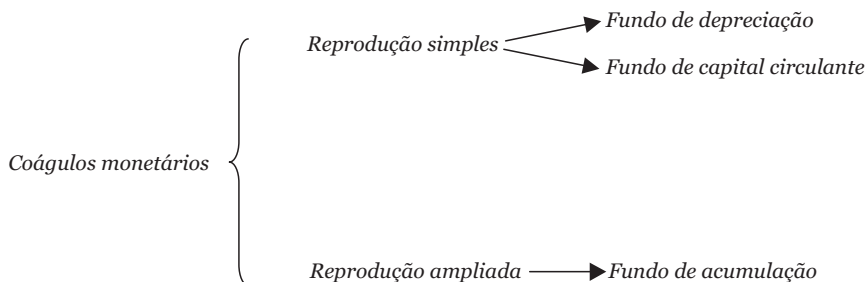 Fundo de depreciação
Reprodução simples
Fundo de capital circulante
Coágulos monetários
Reprodução ampliada
Fundo de acumulação